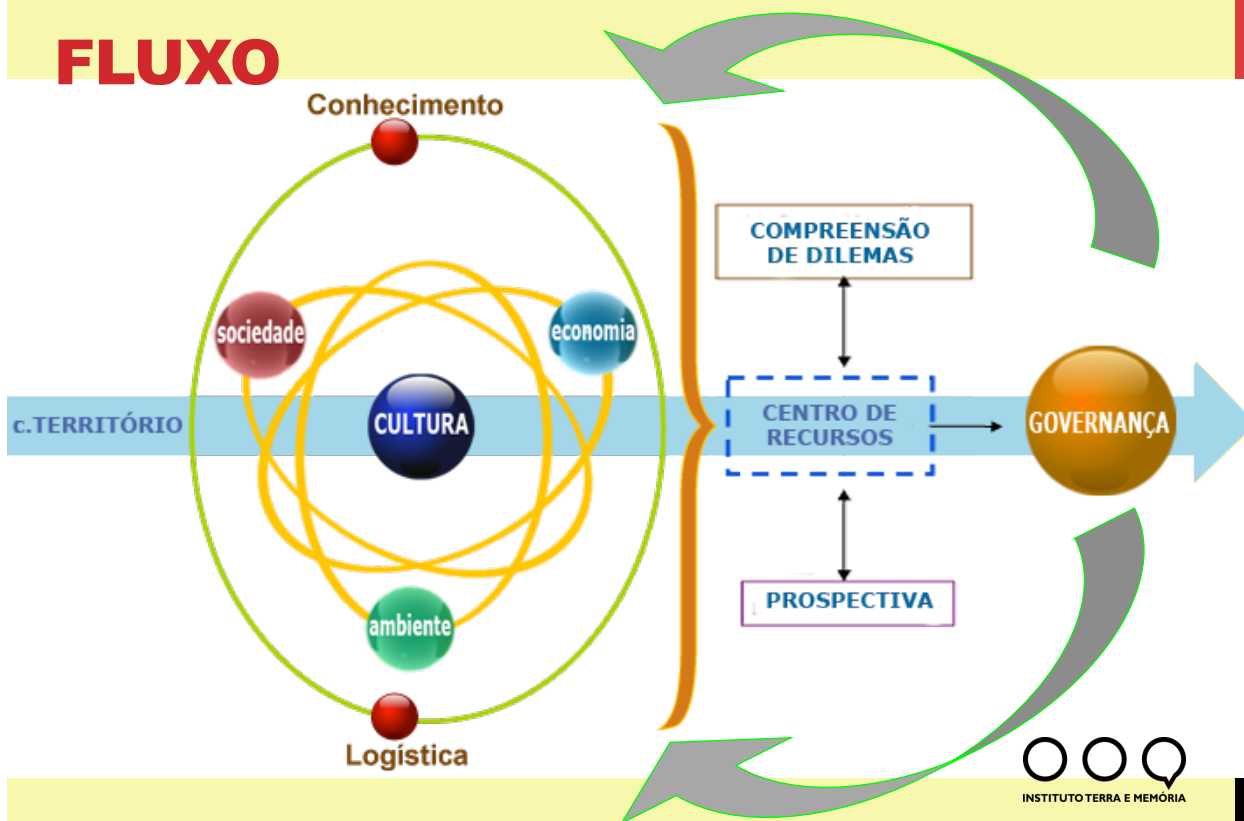 FLUXO
Conhecimento
sociedade
economia
c.TERRITÓRIO
CULTURA
ambiente
Logística
COMPREENSÃO
DE DILEMAS
CENTRO DE
RECURSOS
PROSPECTIVA
GOVERNANÇA
INSTITUTO TERRA E MEMÓRIA